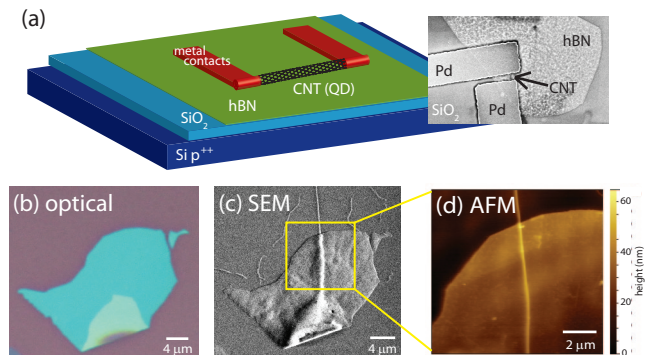 (a)
metal
contacts
CNT (QD)
hBN
SiO₂
Si p⁺⁺
hBN
Pd
CNT
SiO₂
Pd
(b) optical
4 μm
(c) SEM
4 μm
(d) AFM
2 μm
60
40
20
0
height (nm)